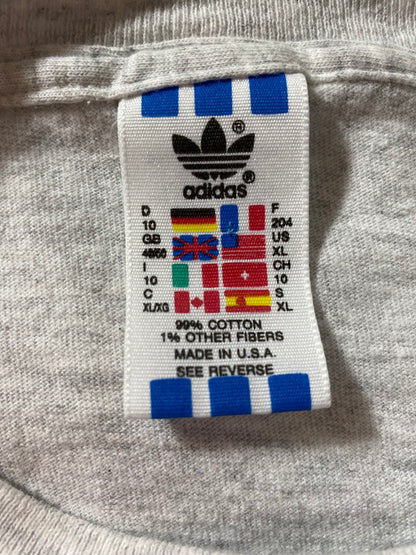 ®
adidas®
D F
10 204
GB US
46/50 XL
I CH
10 10
C S
XL/XG XL
99% COTTON
1% OTHER FIBERS
MADE IN U.S.A.
SEE REVERSE